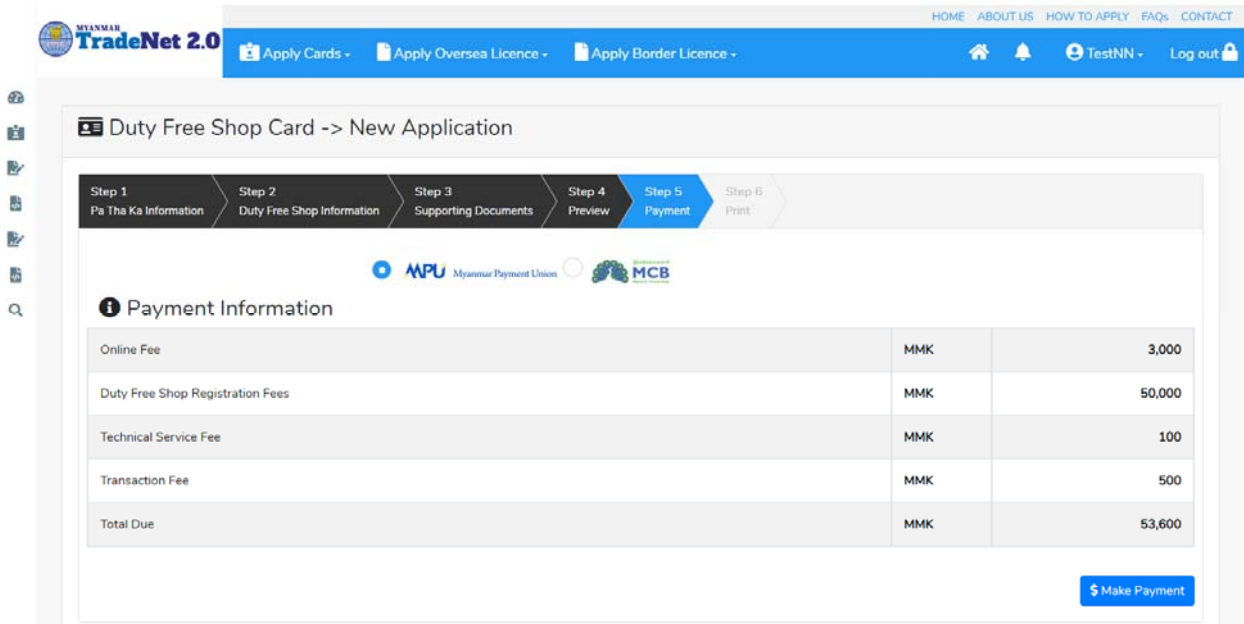 HOME ABOUT US HOW TO APPLY FAQs CONTACT
MYANMAR
TradeNet 2.0
Apply Cards
Apply Oversea Licence
Apply Border Licence
TestNN
Log out
Duty Free Shop Card -> New Application
Step 1
Pa Tha Ka Information
Step 2
Duty Free Shop Information
Step 3
Supporting Documents
Step 4
Preview
Step 5
Payment
Step 6
Print
MPU Myanmar Payment Union
MCB
Payment Information
Online Fee MMK 3,000
Duty Free Shop Registration Fees MMK 50,000
Technical Service Fee MMK 100
Transaction Fee MMK 500
Total Due MMK 53,600
$ Make Payment